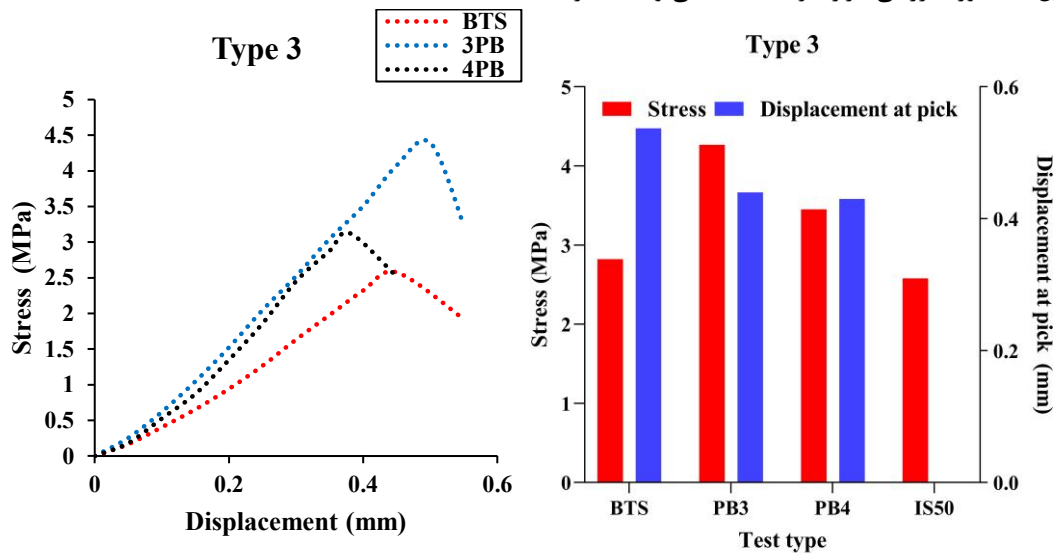 Type 3
BTS
3PB
4PB
5
4.5
4
3.5
3
2.5
2
1.5
1
0.5
0
Stress (MPa)
0
0.2
0.4
0.6
Displacement (mm)
Type 3
Stress
Displacement at pick
5
4
3
2
1
0
Stress (MPa)
0.6
0.4
0.2
0.0
Displacement at pick (mm)
BTS
PB3
PB4
IS50
Test type